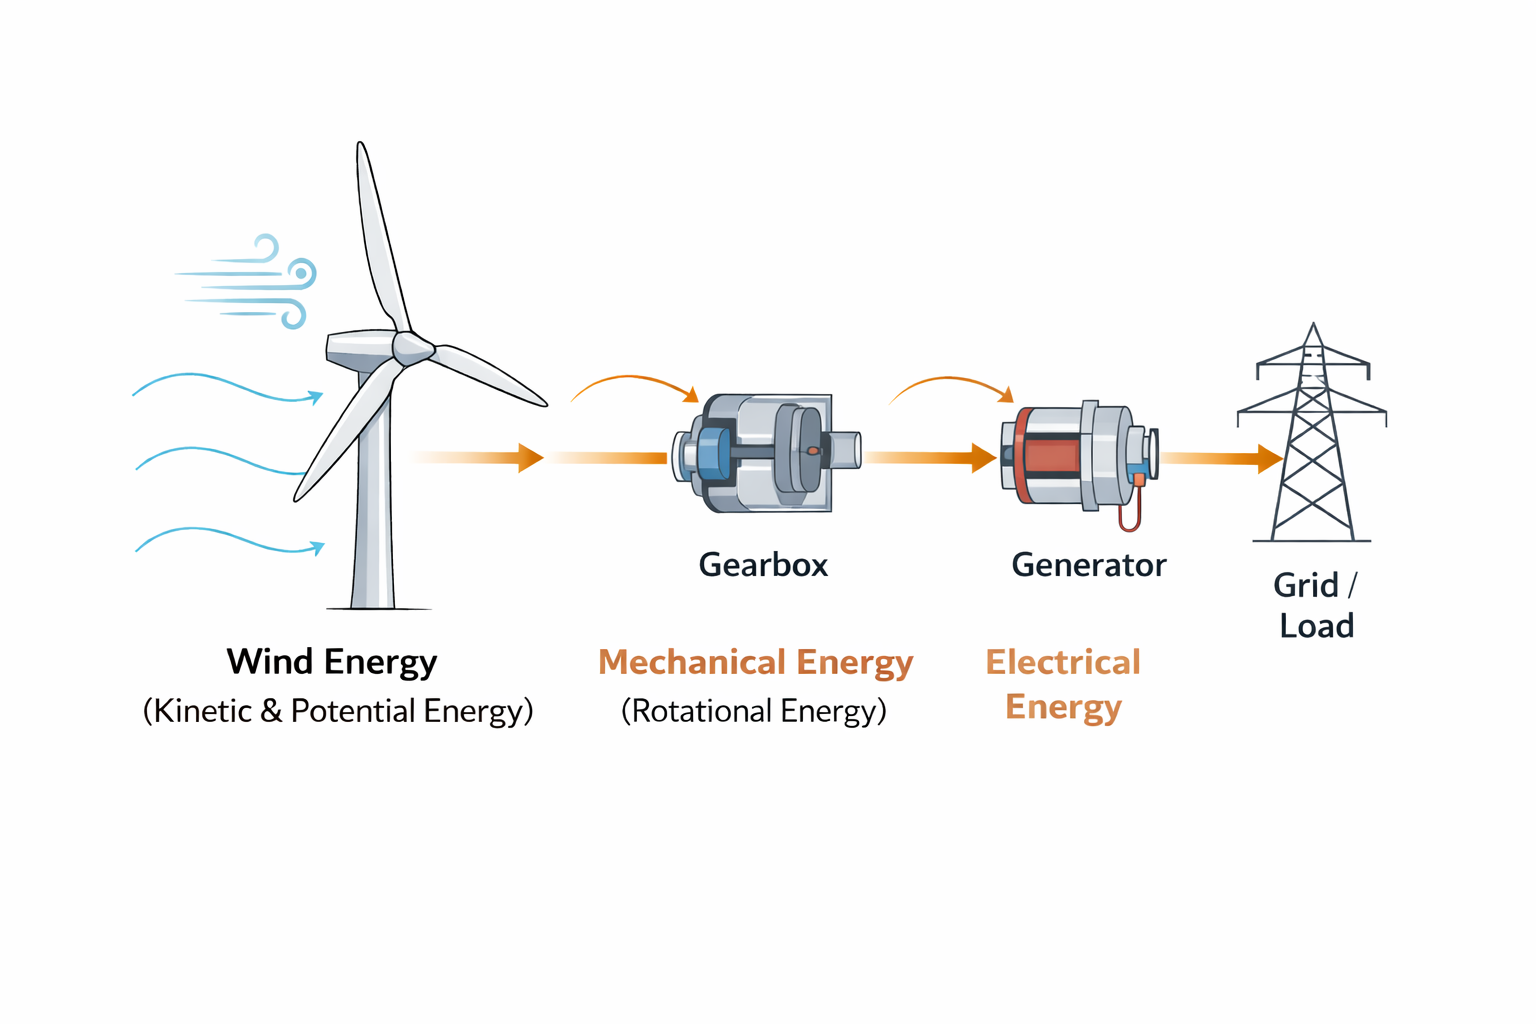 Gearbox
Generator
Grid /
Load
Wind Energy
(Kinetic & Potential Energy)
Mechanical Energy
(Rotational Energy)
Electrical
Energy